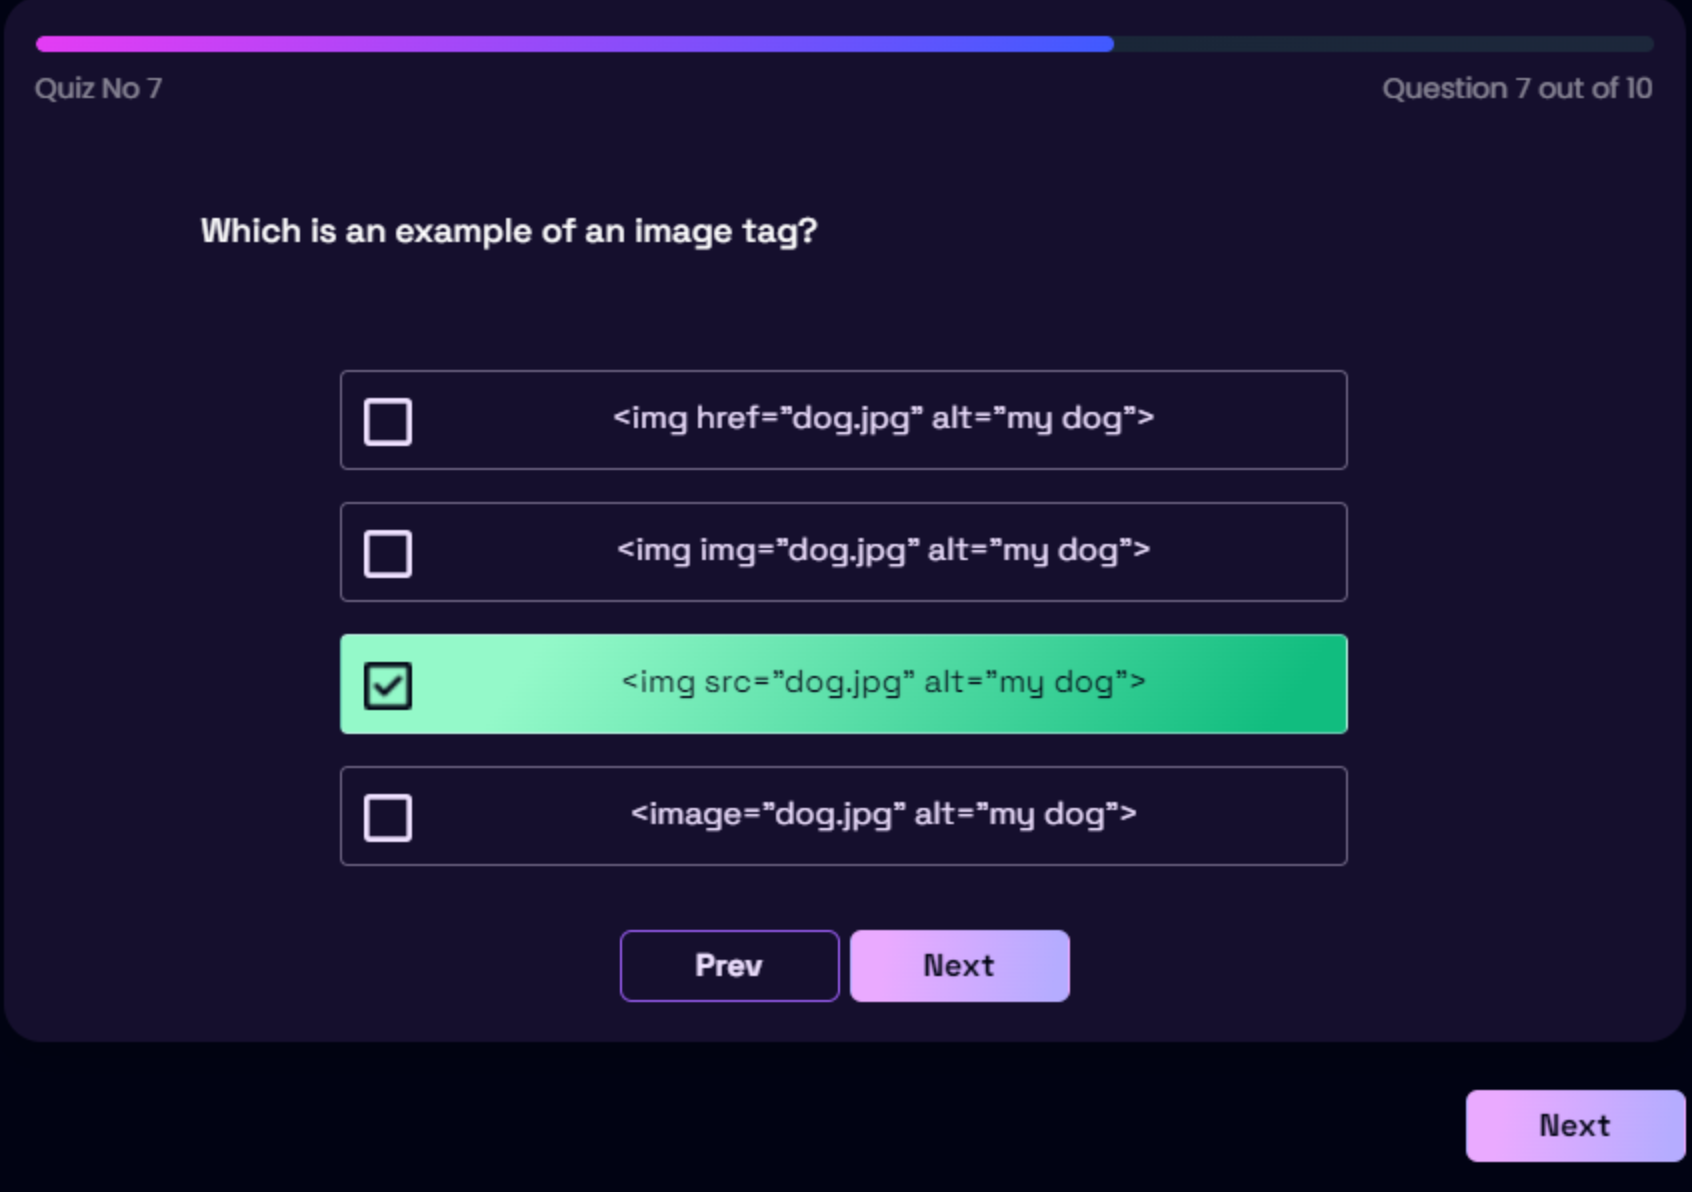 Quiz No 7
Question 7 out of 10
Which is an example of an image tag?
<img href=”dog.jpg” alt=”my dog”>
<img img=”dog.jpg” alt=”my dog”>
<img src=”dog.jpg” alt=”my dog”>
<image=”dog.jpg” alt=”my dog”>
Prev
Next
Next